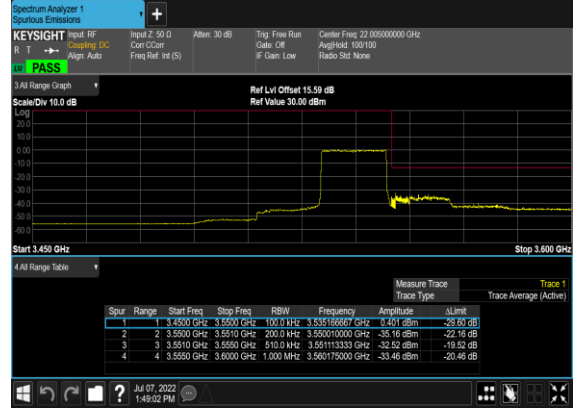 Spectrum Analyzer 1
Spurious Emissions
+
KEYSIGHT Input: RF Input Z: 50 Ω Atten: 30 dB Trig: Free Run Center Freq: 22.005000000 GHz
R T Coupling: DC Corr CCorr Gate: Off Avg|Hold: 100/100
Align: Auto Freq Ref: Int (S) IF Gain: Low Radio Std: None
PASS
3 All Range Graph
Ref Lvl Offset 15.59 dB
Scale/Div 10.0 dB Ref Value 30.00 dBm
Log
20.0
10.0
0.00
-10.0
-20.0
-30.0
-40.0
-50.0
-60.0
Start 3.450 GHz Stop 3.600 GHz
4 All Range Table
Measure Trace Trace 1
Trace Type Trace Average (Active)
Spur Range Start Freq Stop Freq RBW Frequency Amplitude ΔLimit
1 1 3.4500 GHz 3.5500 GHz 100.0 kHz 3.535166667 GHz 0.401 dBm -29.60 dB
2 2 3.5500 GHz 3.5510 GHz 200.0 kHz 3.550010000 GHz -35.16 dBm -22.16 dB
3 3 3.5510 GHz 3.5550 GHz 510.0 kHz 3.551113333 GHz -32.52 dBm -19.52 dB
4 4 3.5550 GHz 3.6000 GHz 1.000 MHz 3.560175000 GHz -33.46 dBm -20.46 dB
? Jul 07, 2022
1:49:02 PM